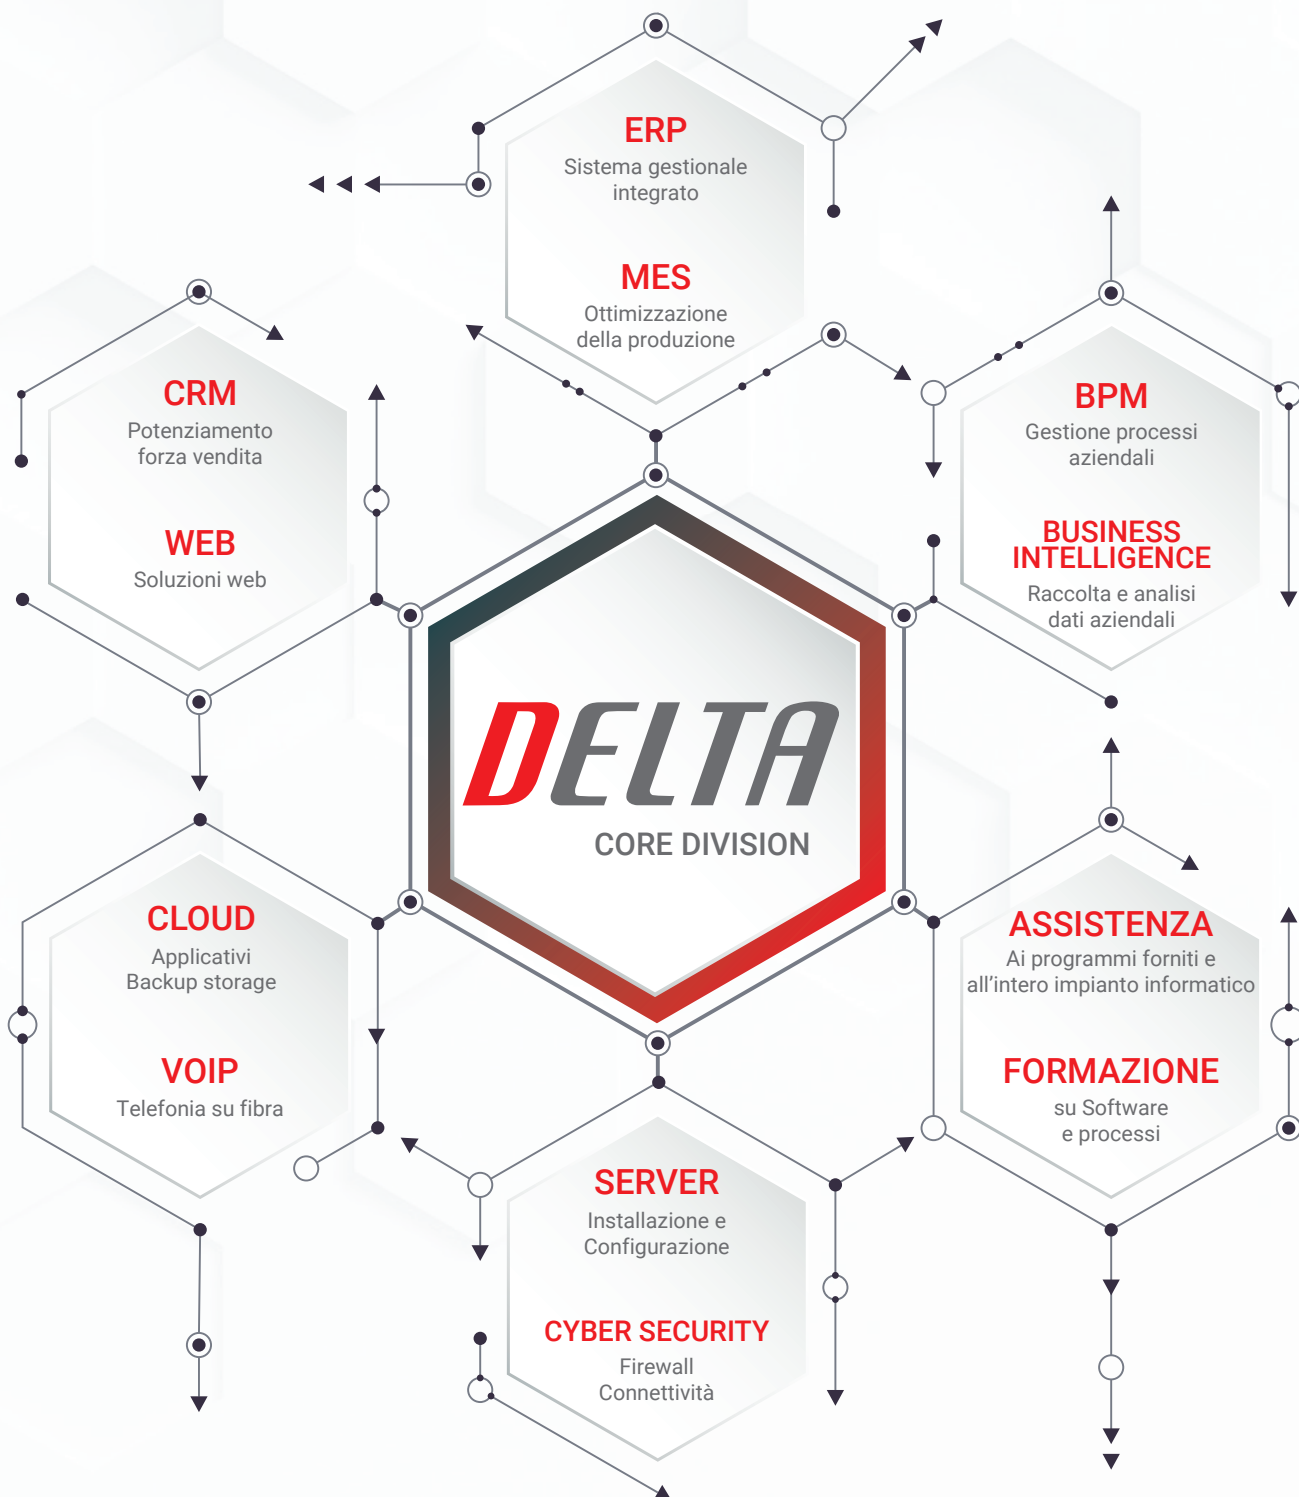 ERP
Sistema gestionale
integrato
MES
Ottimizzazione
della produzione
CRM
Potenziamento
forza vendita
WEB
Soluzioni web
BPM
Gestione processi
aziendali
BUSINESS
INTELLIGENCE
Raccolta e analisi
dati aziendali
DELTA
CORE DIVISION
CLOUD
Applicativi
Backup storage
VOIP
Telefonia su fibra
ASSISTENZA
Ai programmi forniti e
all’intero impianto informatico
FORMAZIONE
su Software
e processi
SERVER
Installazione e
Configurazione
CYBER SECURITY
Firewall
Connettività